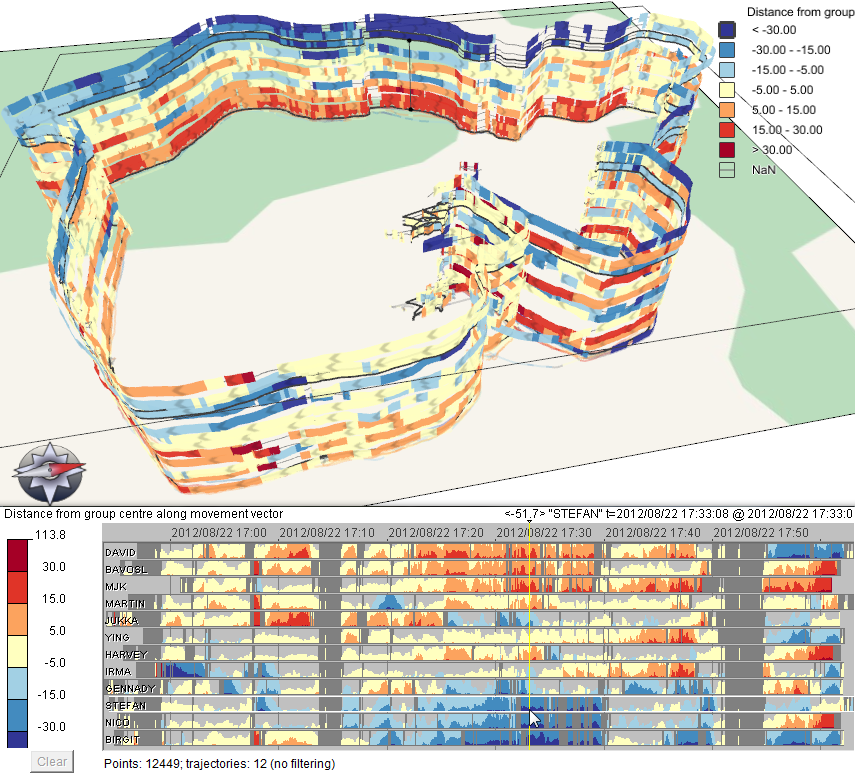 Distance from group
< -30.00
-30.00 - -15.00
-15.00 - -5.00
-5.00 - 5.00
5.00 - 15.00
15.00 - 30.00
> 30.00
NaN
Distance from group centre along movement vector
<-51.7> "STEFAN" t=2012/08/22 17:33:08 @ 2012/08/22 17:33:0
113.8
30.0
15.0
5.0
-5.0
-15.0
-30.0
Clear
2012/08/22 17:00 2012/08/22 17:10 2012/08/22 17:20 2012/08/22 17:30 2012/08/22 17:40 2012/08/22 17:50
DAVID
BAVOSL
MJK
MARTIN
JUKKA
YING
HARVEY
IRMA
GENNADY
STEFAN
NICO
BIRGIT
Points: 12449; trajectories: 12 (no filtering)